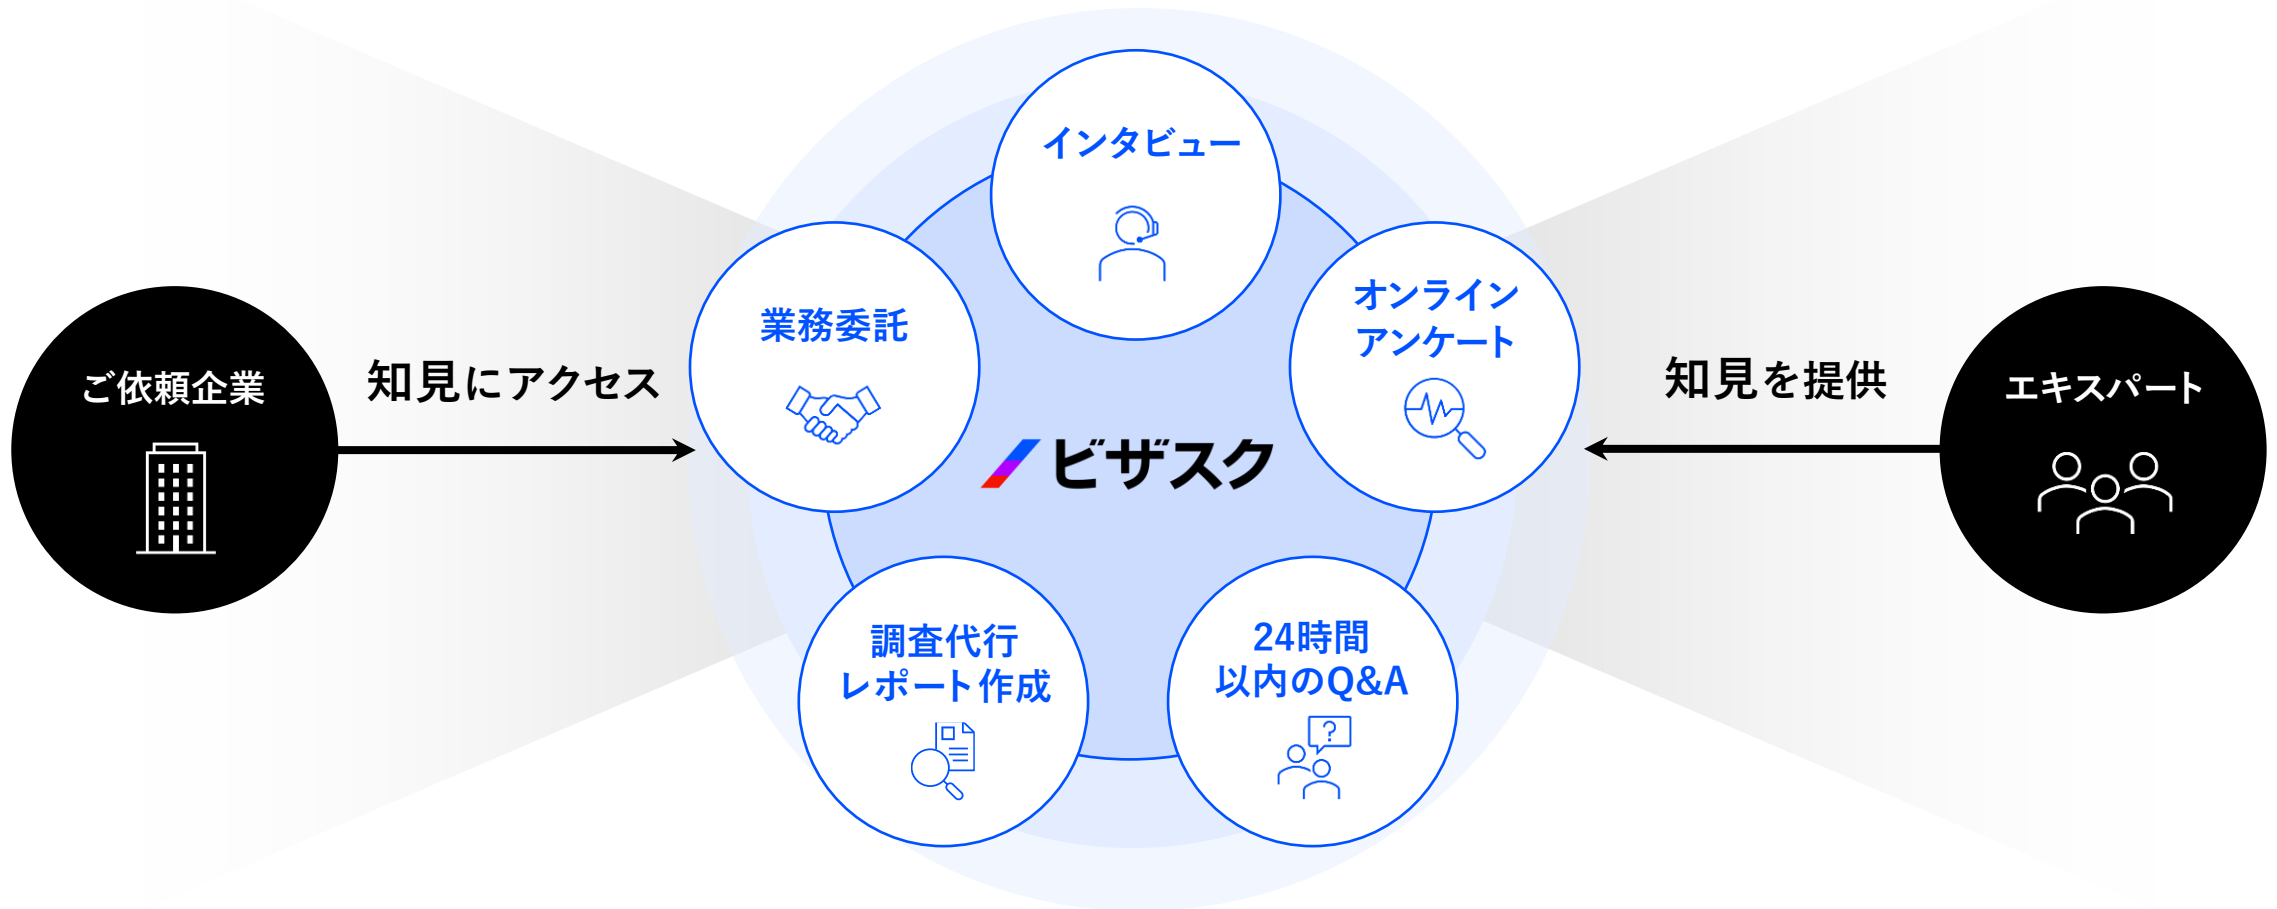 インタビュー
業務委託
オンライン
アンケート
ご依頼企業
知見にアクセス
知見を提供
エキスパート
ビザスク
調査代行
レポート作成
24時間
以内のQ&A
?